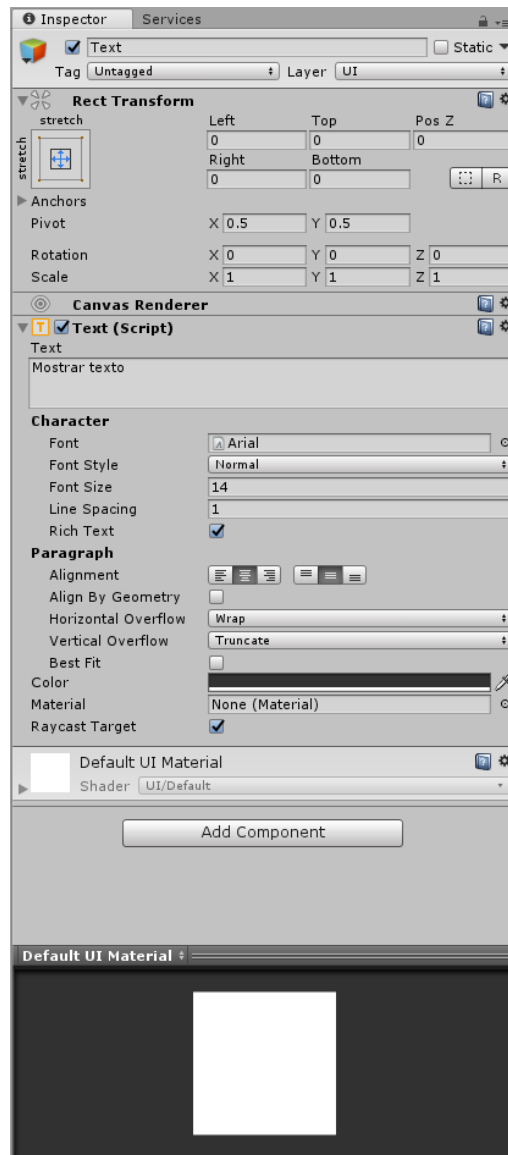 Inspector Services
Text Static
Tag Untagged Layer UI
Rect Transform
stretch Left Top Pos Z
stretch
0 0 0
Right Bottom
0 0 R
Anchors
Pivot X 0.5 Y 0.5
Rotation X 0 Y 0 Z 0
Scale X 1 Y 1 Z 1
Canvas Renderer
T Text (Script)
Text
Mostrar texto
Character
Font Arial
Font Style Normal
Font Size 14
Line Spacing 1
Rich Text
Paragraph
Alignment
Align By Geometry
Horizontal Overflow Wrap
Vertical Overflow Truncate
Best Fit
Color
Material None (Material)
Raycast Target
Default UI Material
Shader UI/Default
Add Component
Default UI Material